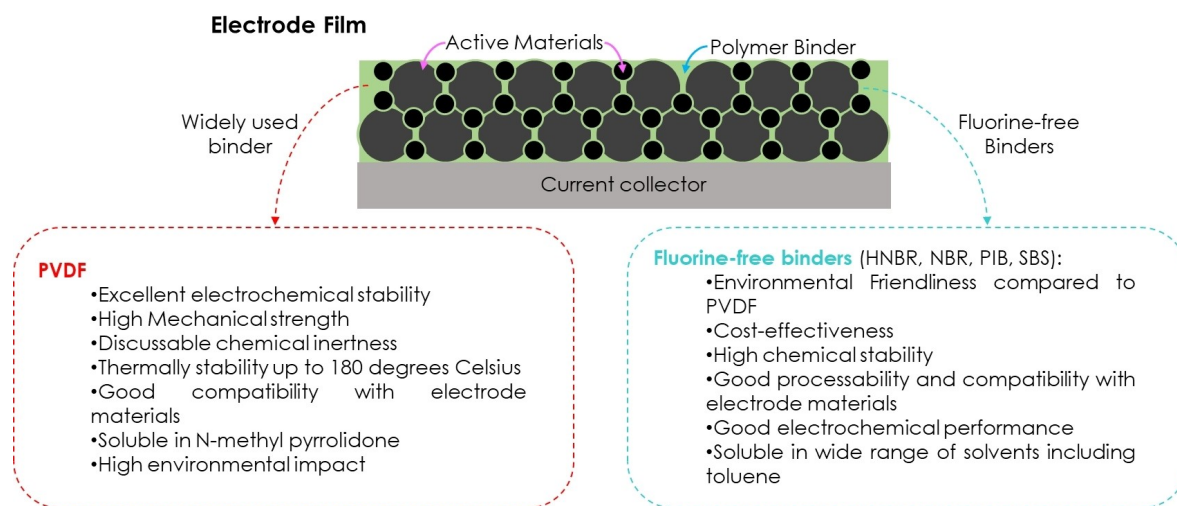 Electrode Film
Active Materials
Polymer Binder
Widely used
binder
Fluorine-free
Binders
Current collector
PVDF
•Excellent electrochemical stability
•High Mechanical strength
•Discussable chemical inertness
•Thermally stability up to 180 degrees Celsius
•Good compatibility with electrode
materials
•Soluble in N-methyl pyrrolidone
•High environmental impact
Fluorine-free binders (HNBR, NBR, PIB, SBS):
•Environmental Friendliness compared to
PVDF
•Cost-effectiveness
•High chemical stability
•Good processability and compatibility with
electrode materials
•Good electrochemical performance
•Soluble in wide range of solvents including
toluene